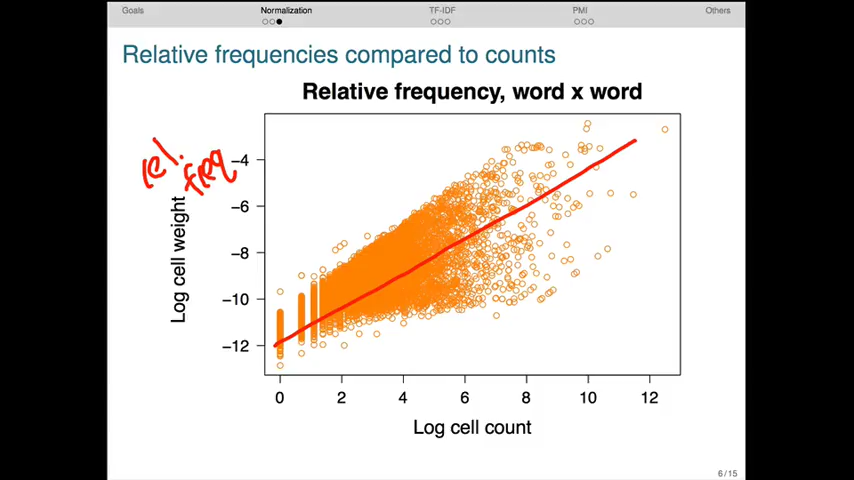 Goals Normalization TF-IDF PMI Others
Relative frequencies compared to counts
Relative frequency, word x word
rel.
freq
Log cell weight
−4
−6
−8
−10
−12
0 2 4 6 8 10 12
Log cell count
6 / 15